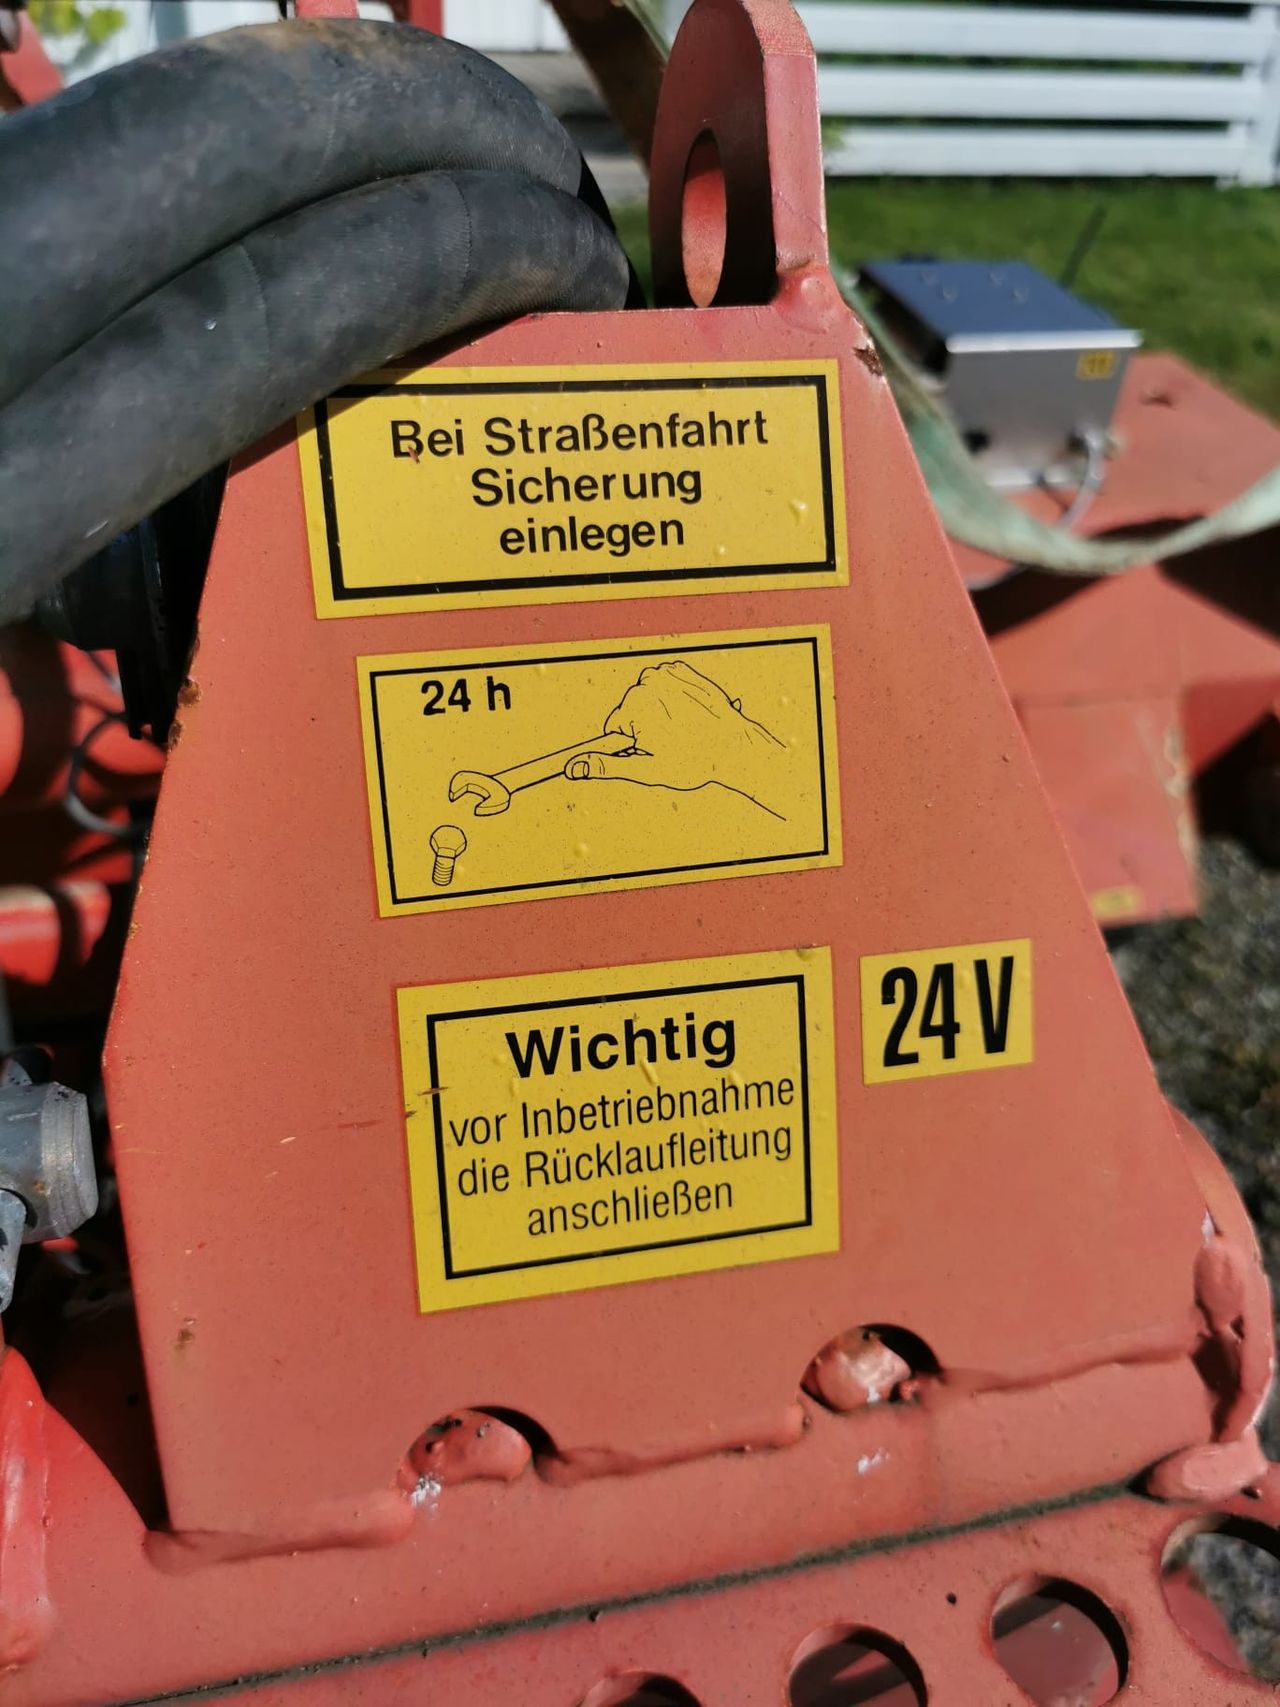 Bei Straßenfahrt
Sicherung
einlegen
24 h
Wichtig
vor Inbetriebnahme
die Rücklaufleitung
anschließen
24 V